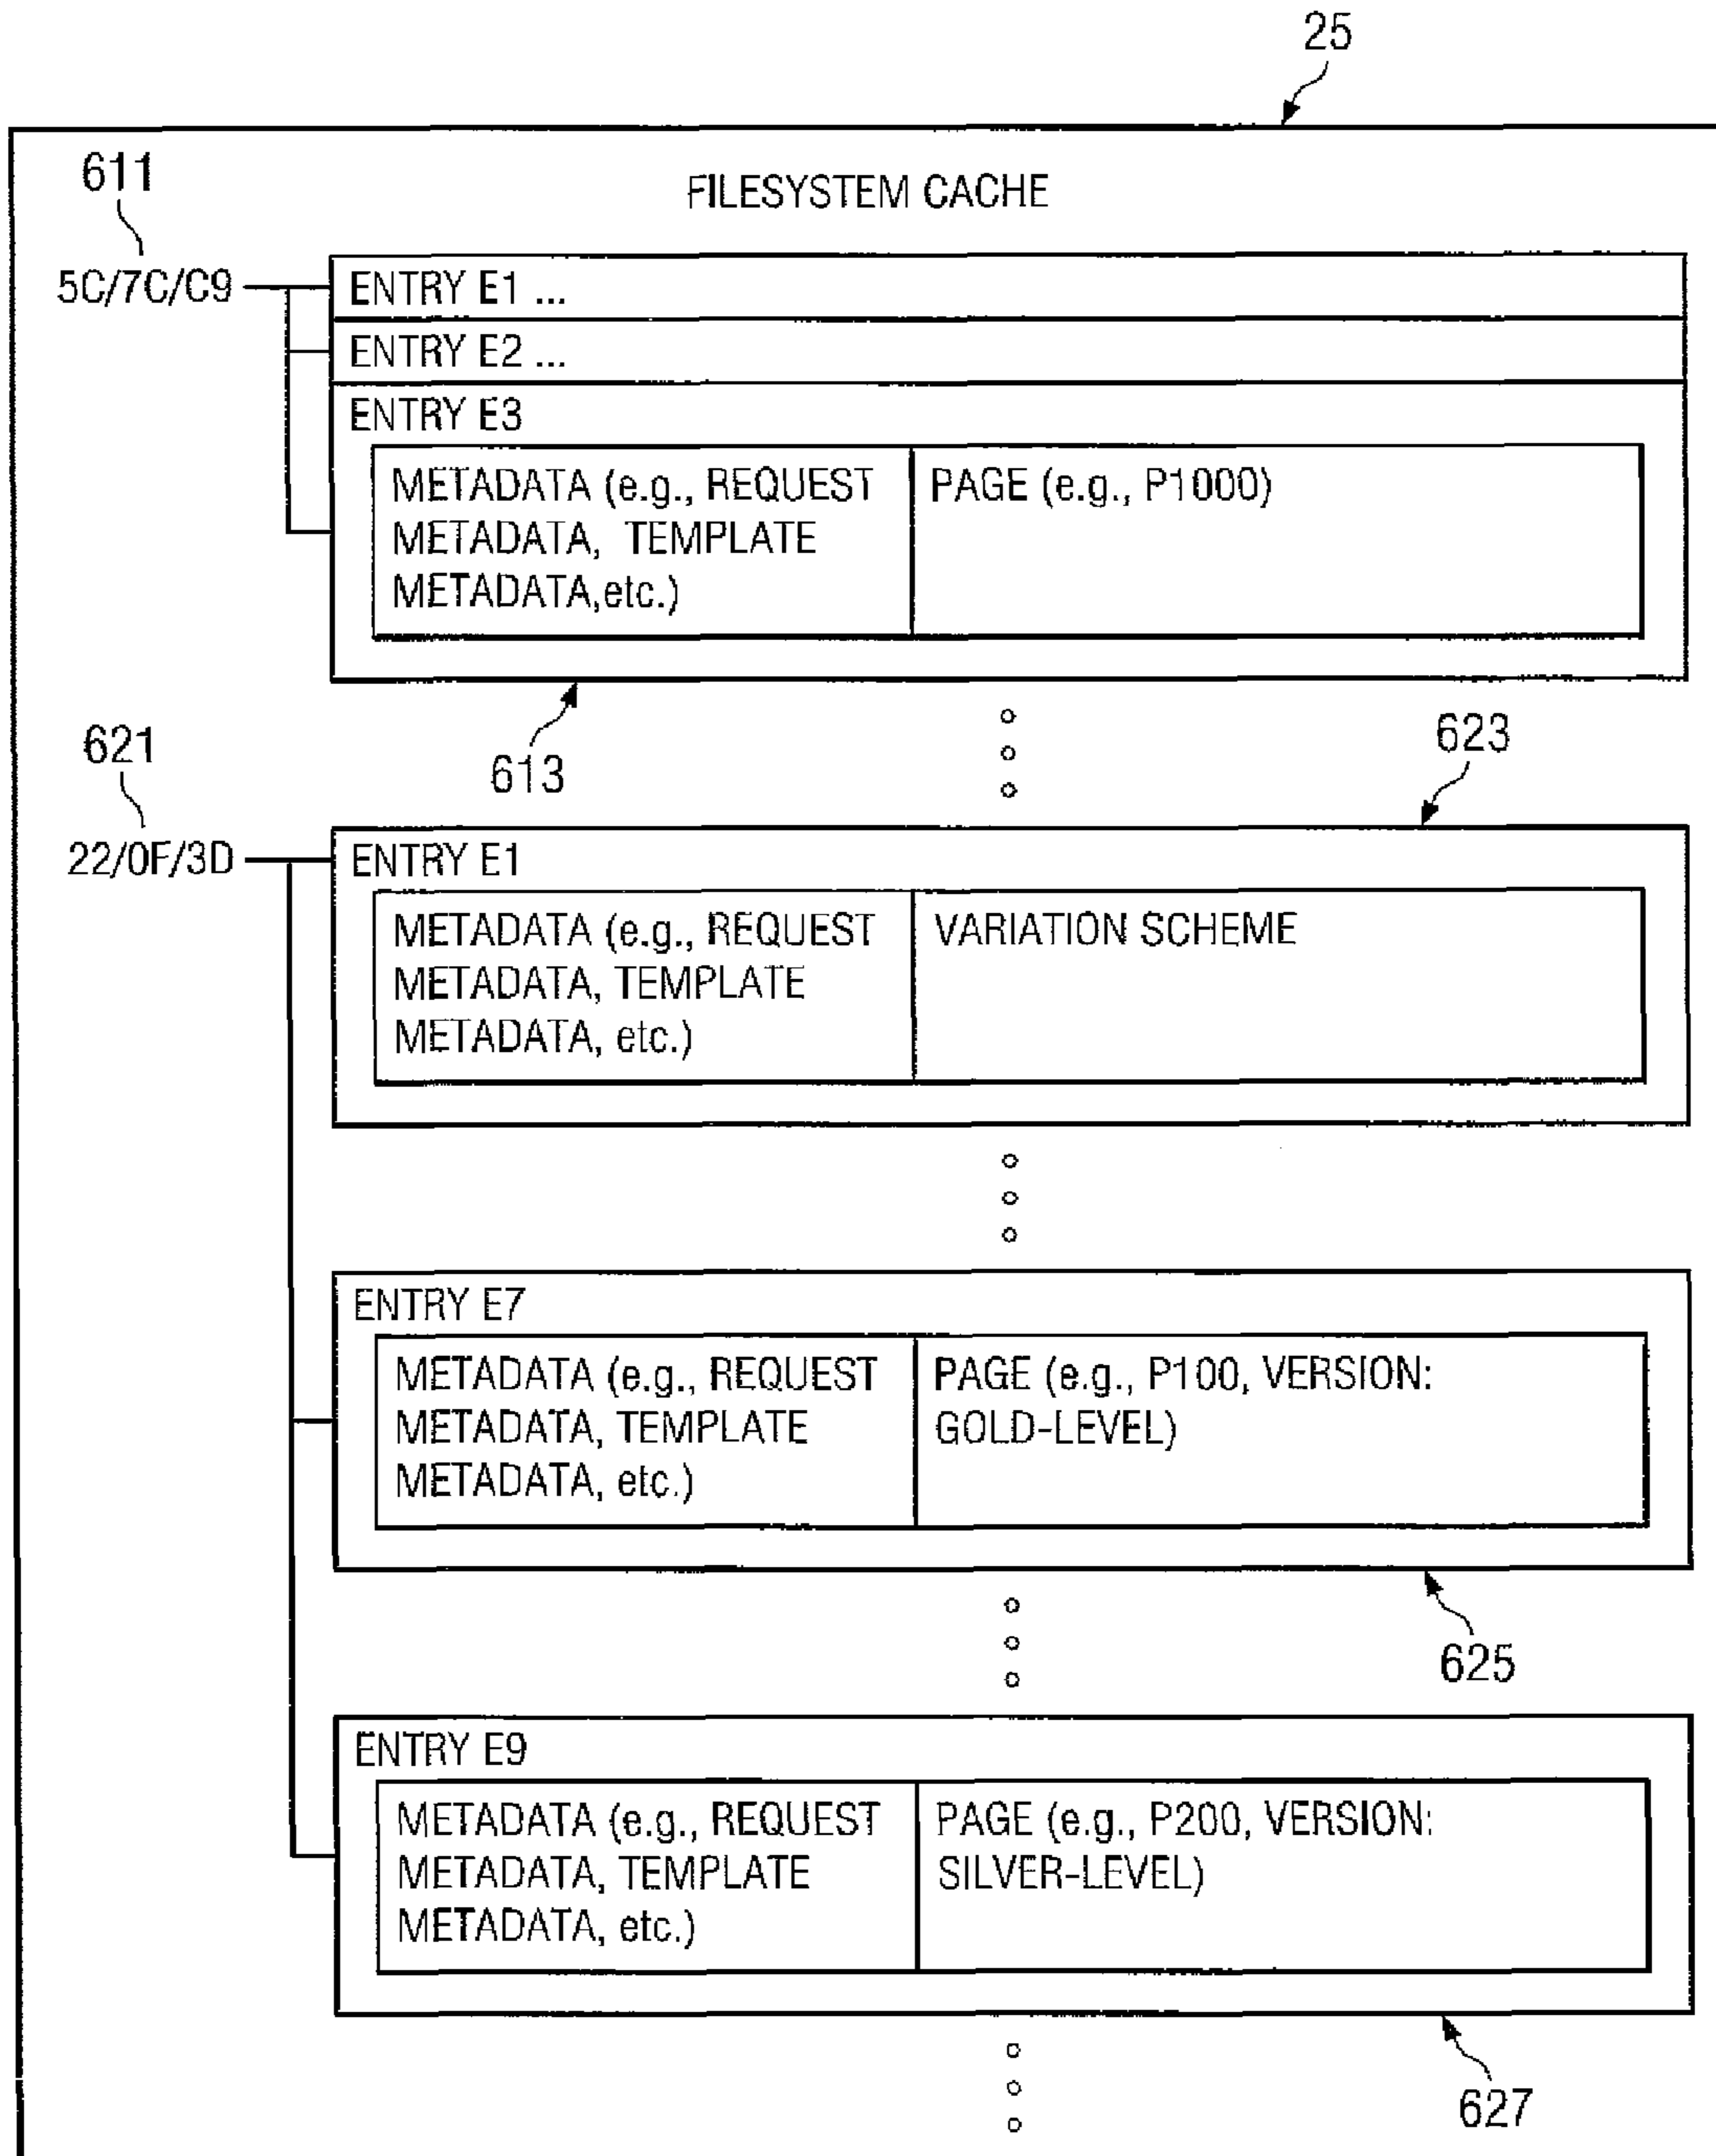 25
611
FILESYSTEM CACHE
5C/7C/C9
ENTRY E1 ...
ENTRY E2 ...
ENTRY E3
METADATA (e.g., REQUEST
METADATA, TEMPLATE
METADATA,etc.)
PAGE (e.g., P1000)
613
621
623
22/0F/3D
ENTRY E1
METADATA (e.g., REQUEST
METADATA, TEMPLATE
METADATA, etc.)
VARIATION SCHEME
ENTRY E7
METADATA (e.g., REQUEST
METADATA, TEMPLATE
METADATA, etc.)
PAGE (e.g., P100, VERSION:
GOLD-LEVEL)
625
ENTRY E9
METADATA (e.g., REQUEST
METADATA, TEMPLATE
METADATA, etc.)
PAGE (e.g., P200, VERSION:
SILVER-LEVEL)
627